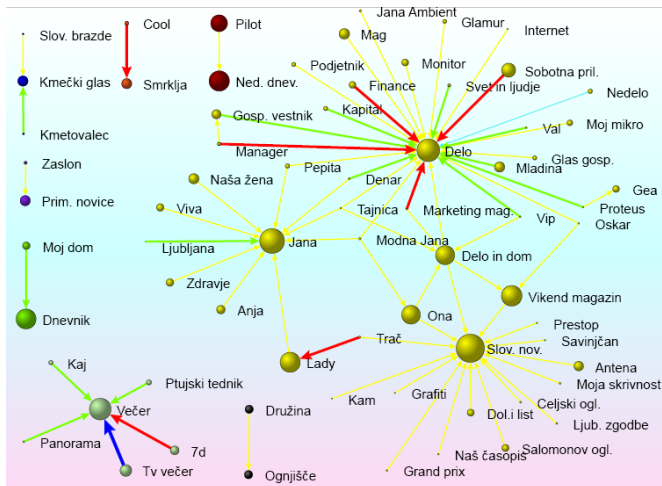 Jana Ambient
Cool
Pilot
Glamur
Slov. brazde
Mag
Internet
Podjetnik
Monitor
Kmečki glas
Smrklja
Ned. dnev.
Finance
Svet in ljudje
Sobotna pril.
Nedelo
Gosp. vestnik
Kapital
Kmetovalec
Val
Moj mikro
Manager
Delo
Zaslon
Pepita
Mladina
Glas gosp.
Naša žena
Denar
Gea
Prim. novice
Viva
Tajnica
Marketing mag.
Vip
Proteus
Oskar
Moj dom
Ljubljana
Jana
Modna Jana
Delo in dom
Zdravje
Vikend magazin
Dnevnik
Anja
Ona
Prestop
Trač
Savinjčan
Kaj
Lady
Slov. nov.
Antena
Ptujski tednik
Moja skrivnost
Večer
Družina
Kam
Grafiti
Celjski ogl.
Dol.i list
Ljub. zgodbe
Panorama
7d
Naš časopis
Salomonov ogl.
Tv večer
Ognjišče
Grand prix